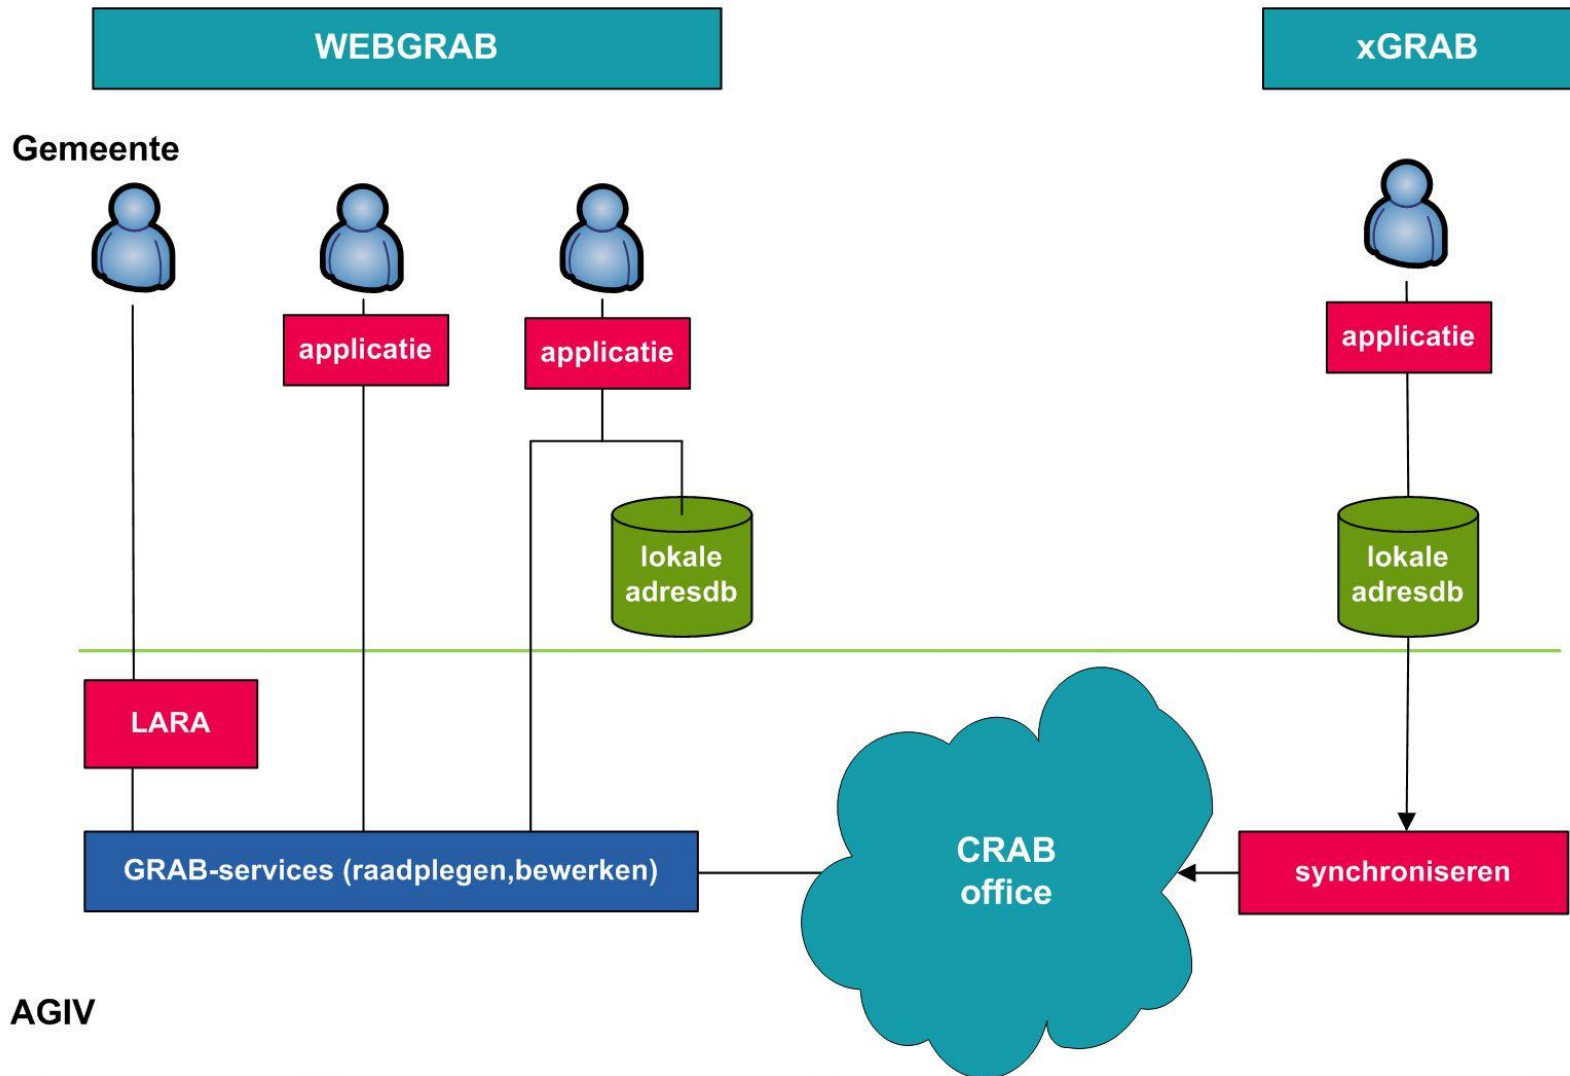 WEBGRAB
xGRAB
Gemeente
applicatie
applicatie
applicatie
lokale
adresdb
lokale
adresdb
LARA
GRAB-services (raadplegen,bewerken)
CRAB
office
synchroniseren
AGIV